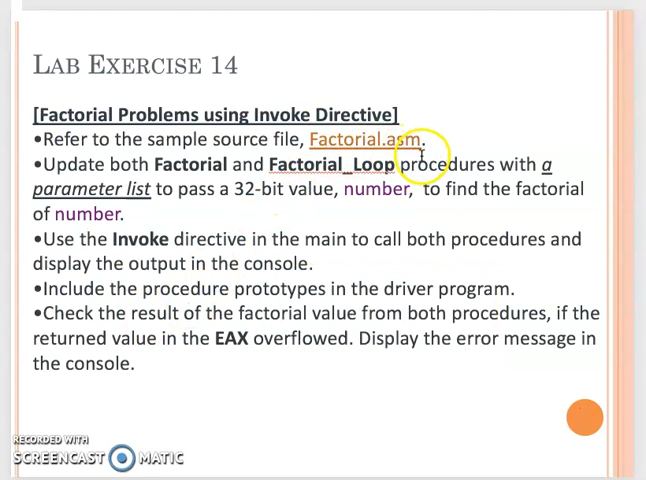 LAB EXERCISE 14
[Factorial Problems using Invoke Directive]
•Refer to the sample source file, Factorial.asm.
•Update both Factorial and Factorial_Loop procedures with a
parameter list to pass a 32-bit value, number, to find the factorial
of number.
•Use the Invoke directive in the main to call both procedures and
display the output in the console.
•Include the procedure prototypes in the driver program.
•Check the result of the factorial value from both procedures, if the
returned value in the EAX overflowed. Display the error message in
the console.
RECORDED WITH
SCREENCAST MATIC